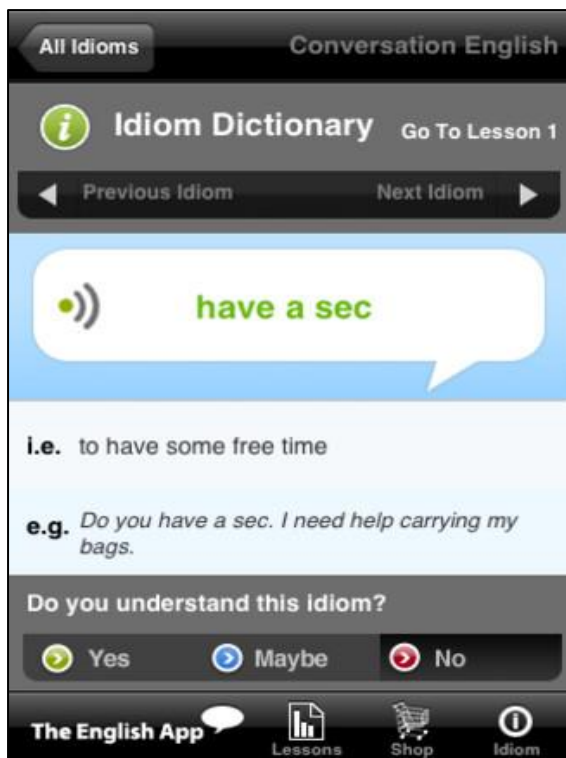 All Idioms
Conversation English
Idiom Dictionary
Go To Lesson 1
Previous Idiom
Next Idiom
have a sec
i.e. to have some free time
e.g. Do you have a sec. I need help carrying my
bags.
Do you understand this idiom?
Yes
Maybe
No
The English App
Lessons
Shop
Idiom